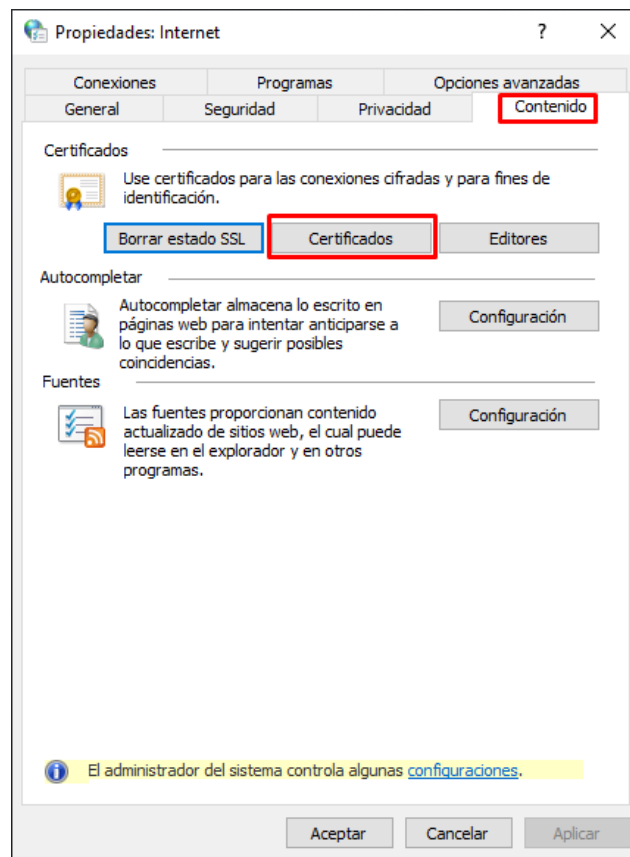 Propiedades: Internet
?
Conexiones
Programas
Opciones avanzadas
General
Seguridad
Privacidad
Contenido
Certificados
Use certificados para las conexiones cifradas y para fines de
identificación.
Borrar estado SSL
Certificados
Editores
Autocompletar
Autocompletar almacena lo escrito en
páginas web para intentar anticiparse a
lo que escribe y sugerir posibles
coincidencias.
Configuración
Fuentes
Las fuentes proporcionan contenido
actualizado de sitios web, el cual puede
leerse en el explorador y en otros
programas.
Configuración
El administrador del sistema controla algunas configuraciones.
Aceptar
Cancelar
Aplicar